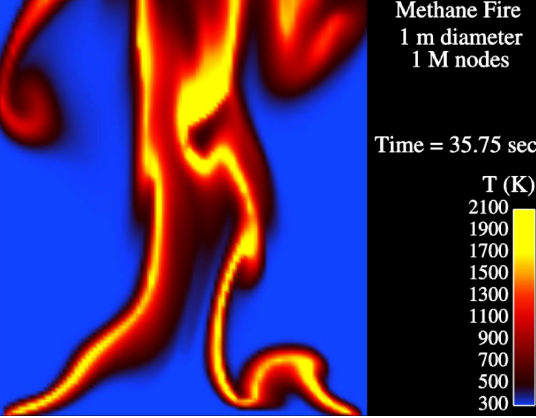 Methane Fire
1 m diameter
1 M nodes
Time = 35.75 sec
T (K)
2100
1900
1700
1500
1300
1100
900
700
500
300